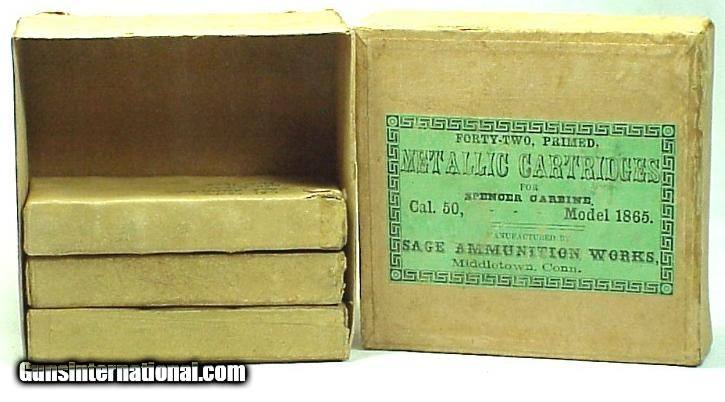 FORTY-TWO, PRIMED,
METALLIC CARTRIDGES
FOR
SPENCER CARBINE,
Cal. 50, - - - Model 1865.
MANUFACTURED BY
SAGE AMMUNITION WORKS,
Middletown, Conn.
GunsInternational.com